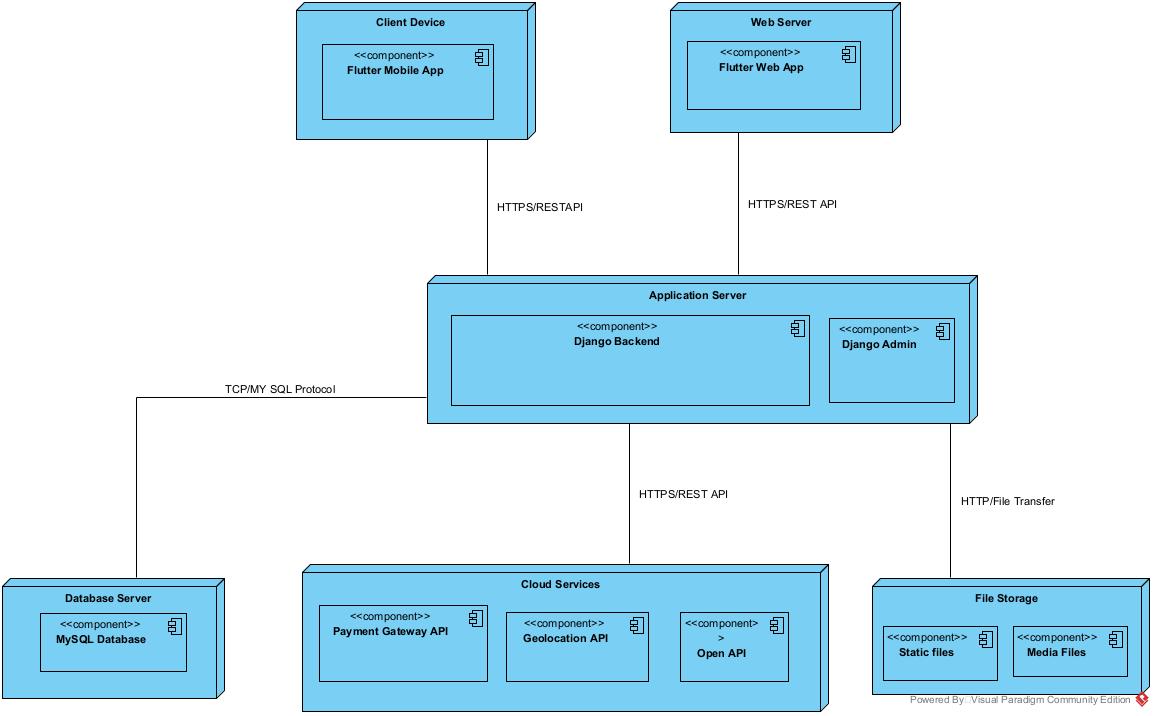 Client Device
<<component>>
Flutter Mobile App
Web Server
<<component>>
Flutter Web App
HTTPS/RESTAPI
HTTPS/REST API
Application Server
<<component>>
Django Backend
<<component>>
Django Admin
TCP/MY SQL Protocol
HTTPS/REST API
HTTP/File Transfer
Database Server
<<component>>
MySQL Database
Cloud Services
<<component>>
Payment Gateway API
<<component>>
Geolocation API
<<component>
>
Open API
File Storage
<<component>>
Static files
<<component>>
Media Files
Powered By Visual Paradigm Community Edition